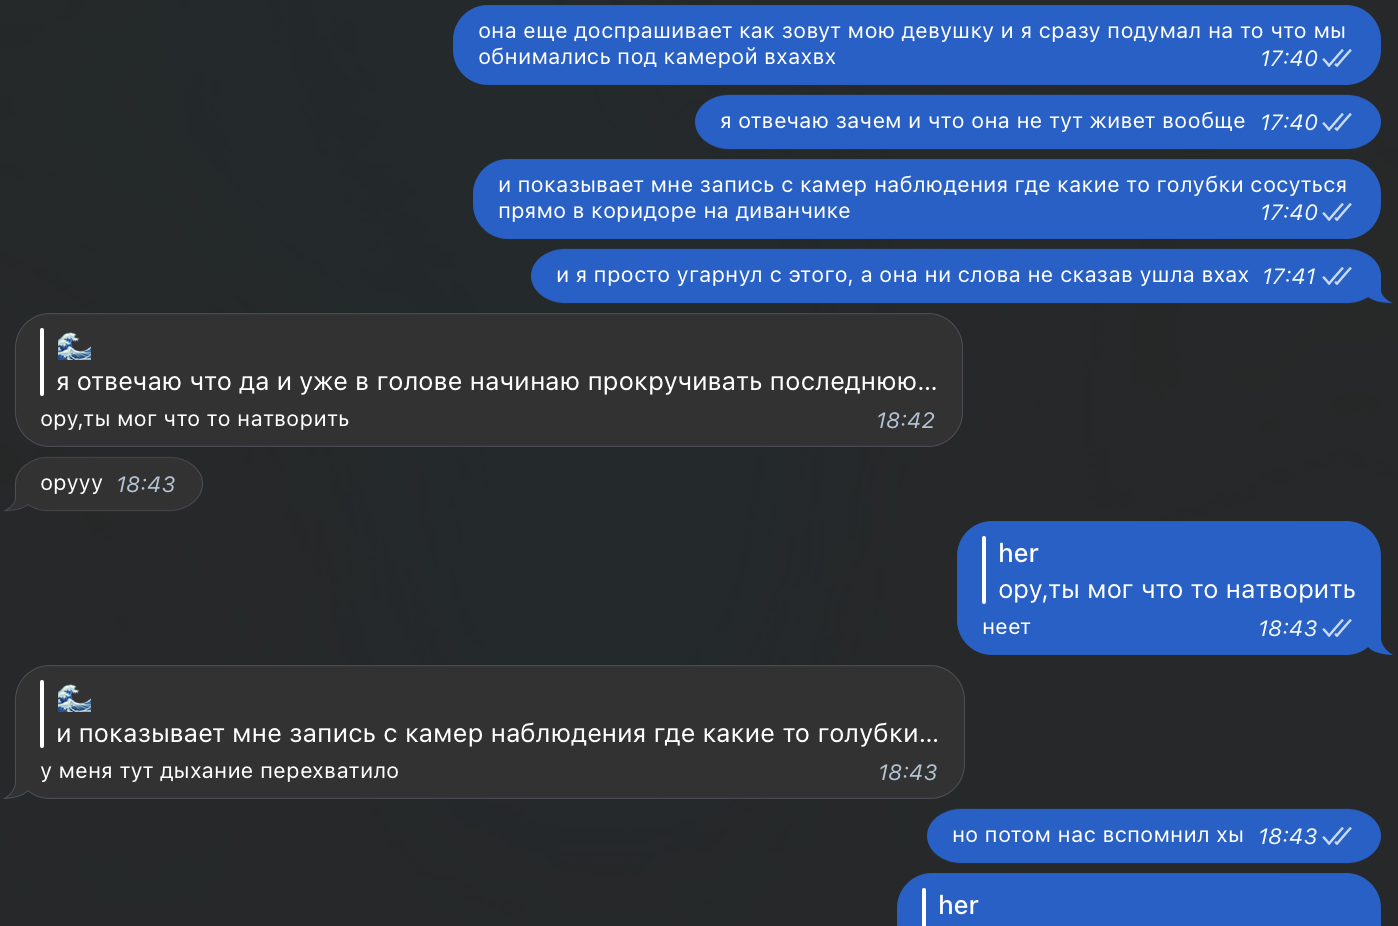 она еще доспрашивает как зовут мою девушку и я сразу подумал на то что мы
обнимались под камерой вхахвх
17:40
я отвечаю зачем и что она не тут живет вообще 17:40
и показывает мне запись с камер наблюдения где какие то голубки сосуться
прямо в коридоре на диванчике
17:40
и я просто угарнул с этого, а она ни слова не сказав ушла вхах 17:41
🌊
я отвечаю что да и уже в голове начинаю прокручивать последнюю...
ору,ты мог что то натворить
18:42
орууу 18:43
her
ору,ты мог что то натворить
неет
18:43
🌊
и показывает мне запись с камер наблюдения где какие то голубки...
у меня тут дыхание перехватило
18:43
но потом нас вспомнил хы 18:43
her